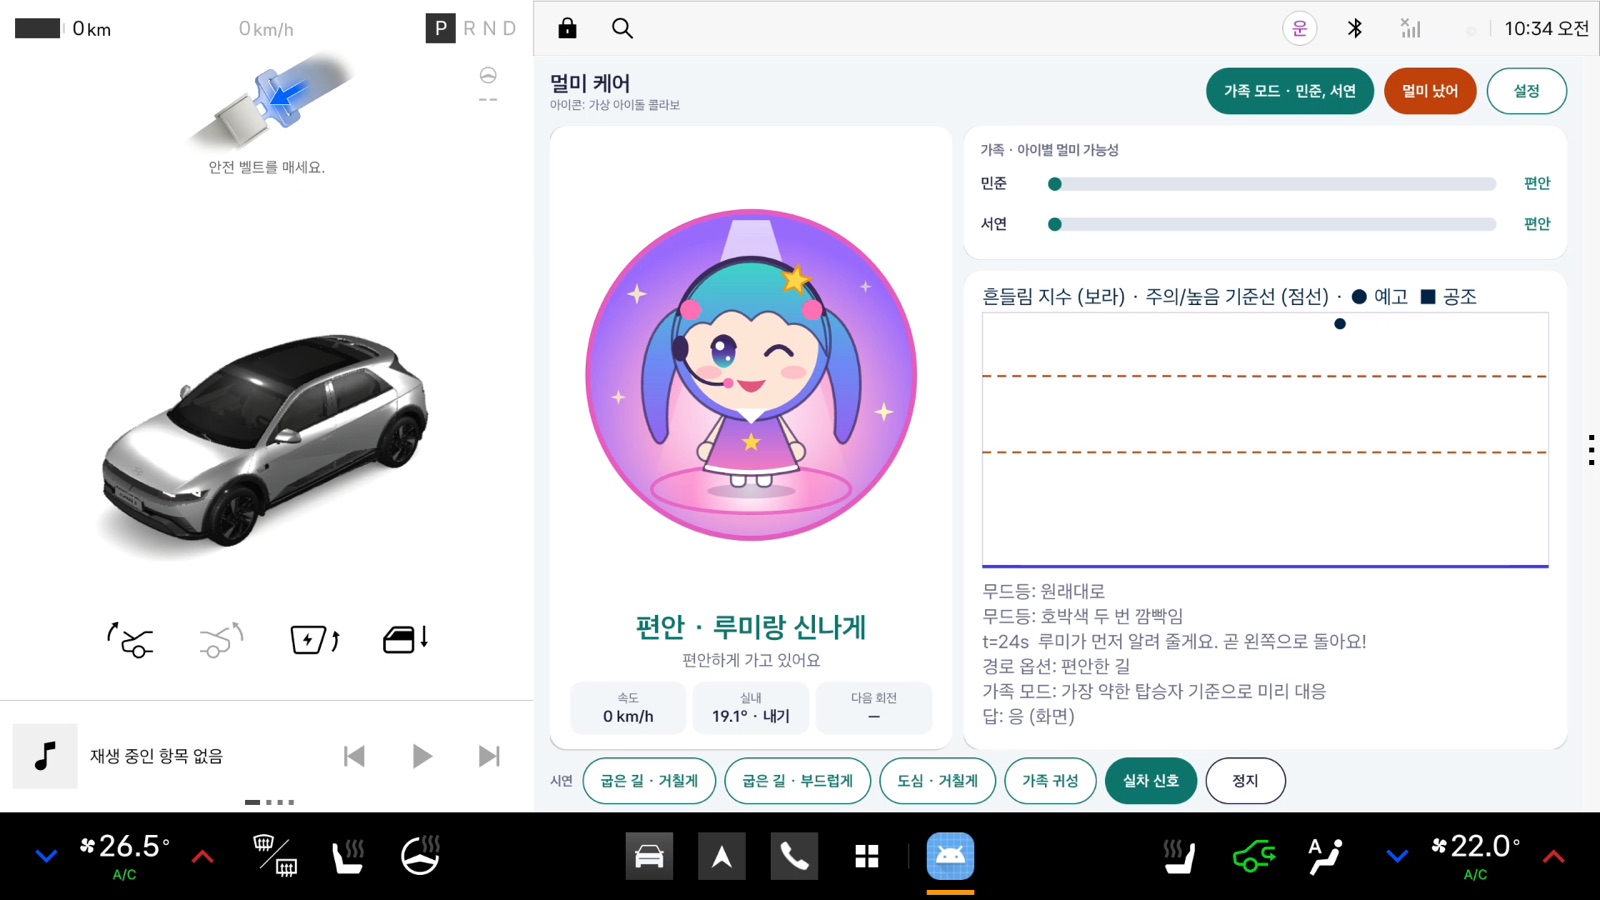 0 km
0 km/h
P R N D
안전 벨트를 매세요.
--
재생 중인 항목 없음
운
10:34 오전
멀미 케어
아이콘: 가상 아이돌 콜라보
가족 모드 · 민준, 서연
멀미 났어
설정
편안 · 루미랑 신나게
편안하게 가고 있어요
속도
0 km/h
실내
19.1° · 내기
다음 회전
–
가족 · 아이별 멀미 가능성
민준
편안
서연
편안
흔들림 지수 (보라) · 주의/높음 기준선 (점선) · ● 예고 ■ 공조
무드등: 원래대로
무드등: 호박색 두 번 깜빡임
t=24s 루미가 먼저 알려 줄게요. 곧 왼쪽으로 돌아요!
경로 옵션: 편안한 길
가족 모드: 가장 약한 탑승자 기준으로 미리 대응
답: 응 (화면)
시연
굽은 길 · 거칠게
굽은 길 · 부드럽게
도심 · 거칠게
가족 귀성
실차 신호
정지
26.5°
A/C
A
22.0°
A/C